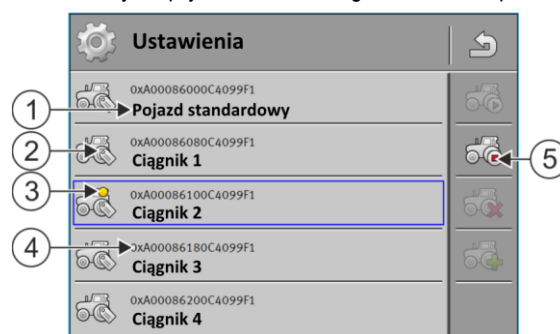 Ustawienia
0xA00086000C4099F1
Pojazd standardowy
0xA00086080C4099F1
Ciągnik 1
0xA00086100C4099F1
Ciągnik 2
0xA00086180C4099F1
Ciągnik 3
0xA00086200C4099F1
Ciągnik 4
1
2
3
4
5